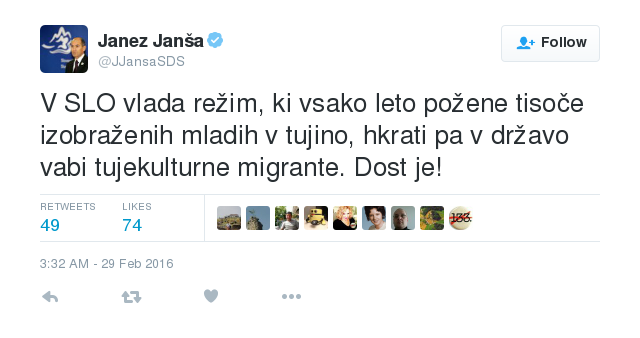 Janez Janša
@JJansaSDS
Follow
V SLO vlada režim, ki vsako leto požene tisoče
izobraženih mladih v tujino, hkrati pa v državo
vabi tujekulturne migrante. Dost je!
RETWEETS LIKES
49 74
3:32 AM - 29 Feb 2016